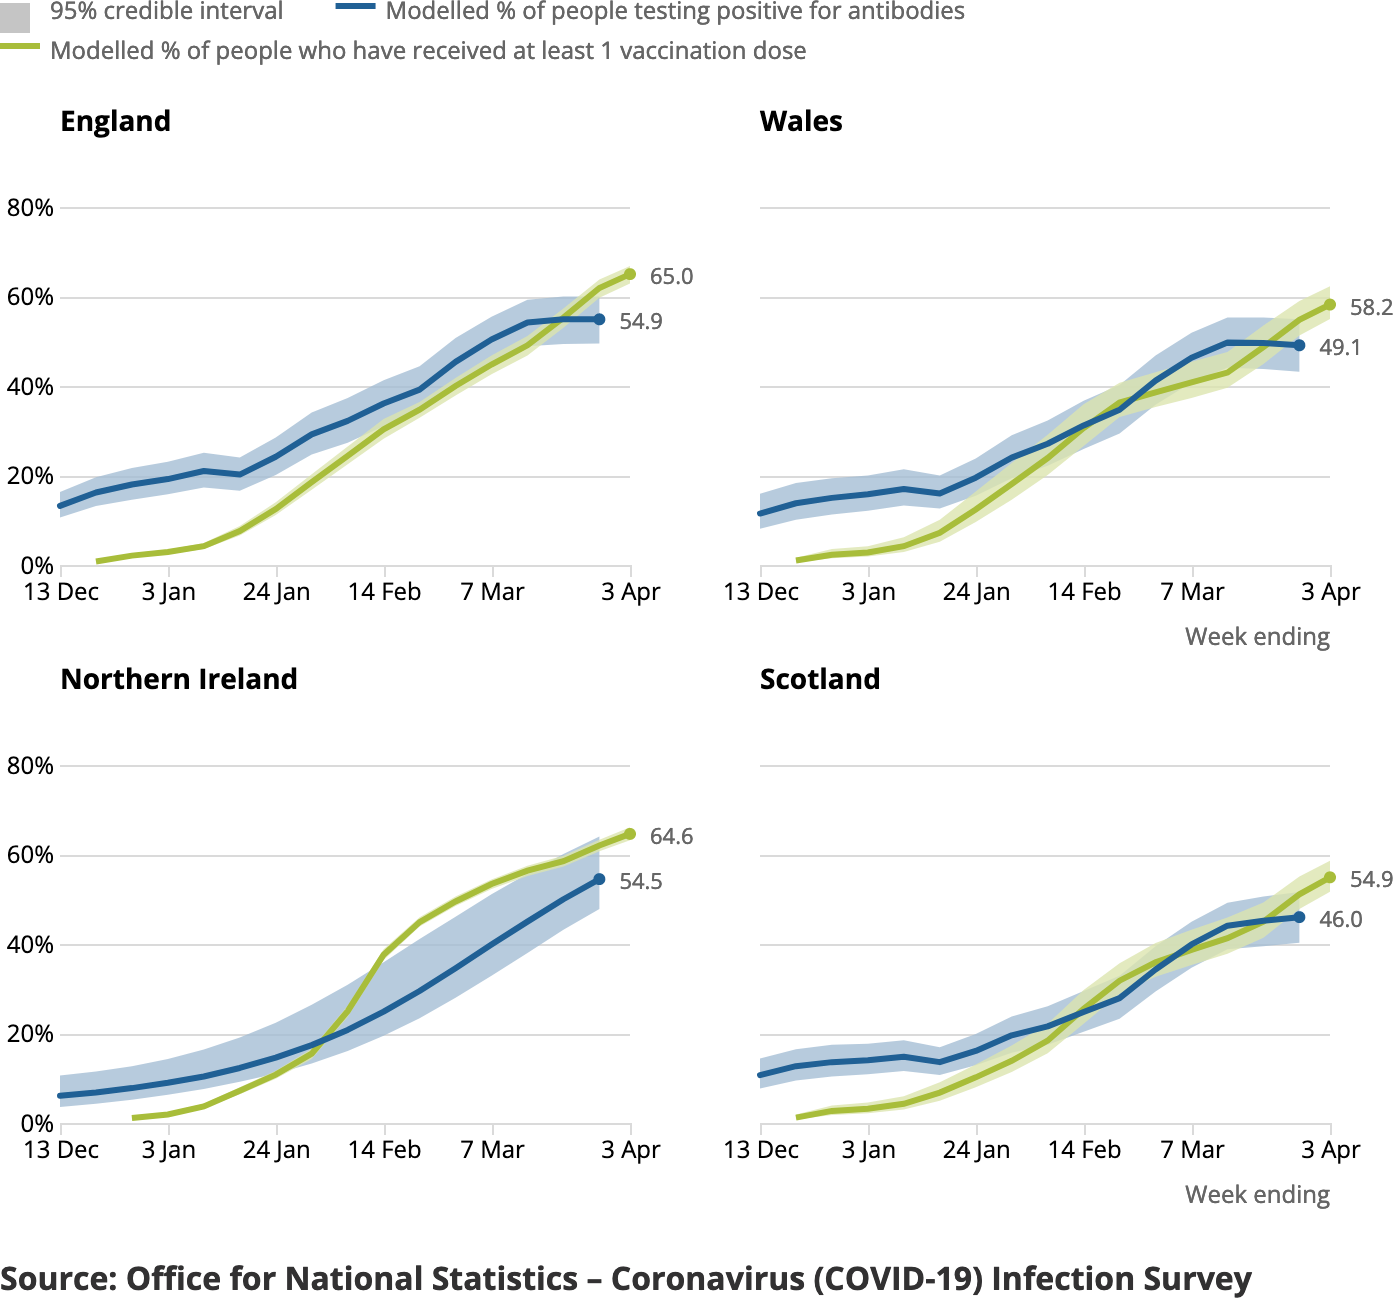 95% credible interval Modelled % of people testing positive for antibodies
Modelled % of people who have received at least 1 vaccination dose
England
80%
60%
40%
20%
0%
65.0
54.9
13 Dec 3 Jan 24 Jan 14 Feb 7 Mar 3 Apr
Wales
58.2
49.1
13 Dec 3 Jan 24 Jan 14 Feb 7 Mar 3 Apr
Week ending
Northern Ireland
80%
60%
40%
20%
0%
64.6
54.5
13 Dec 3 Jan 24 Jan 14 Feb 7 Mar 3 Apr
Scotland
54.9
46.0
13 Dec 3 Jan 24 Jan 14 Feb 7 Mar 3 Apr
Week ending
Source: Office for National Statistics – Coronavirus (COVID-19) Infection Survey